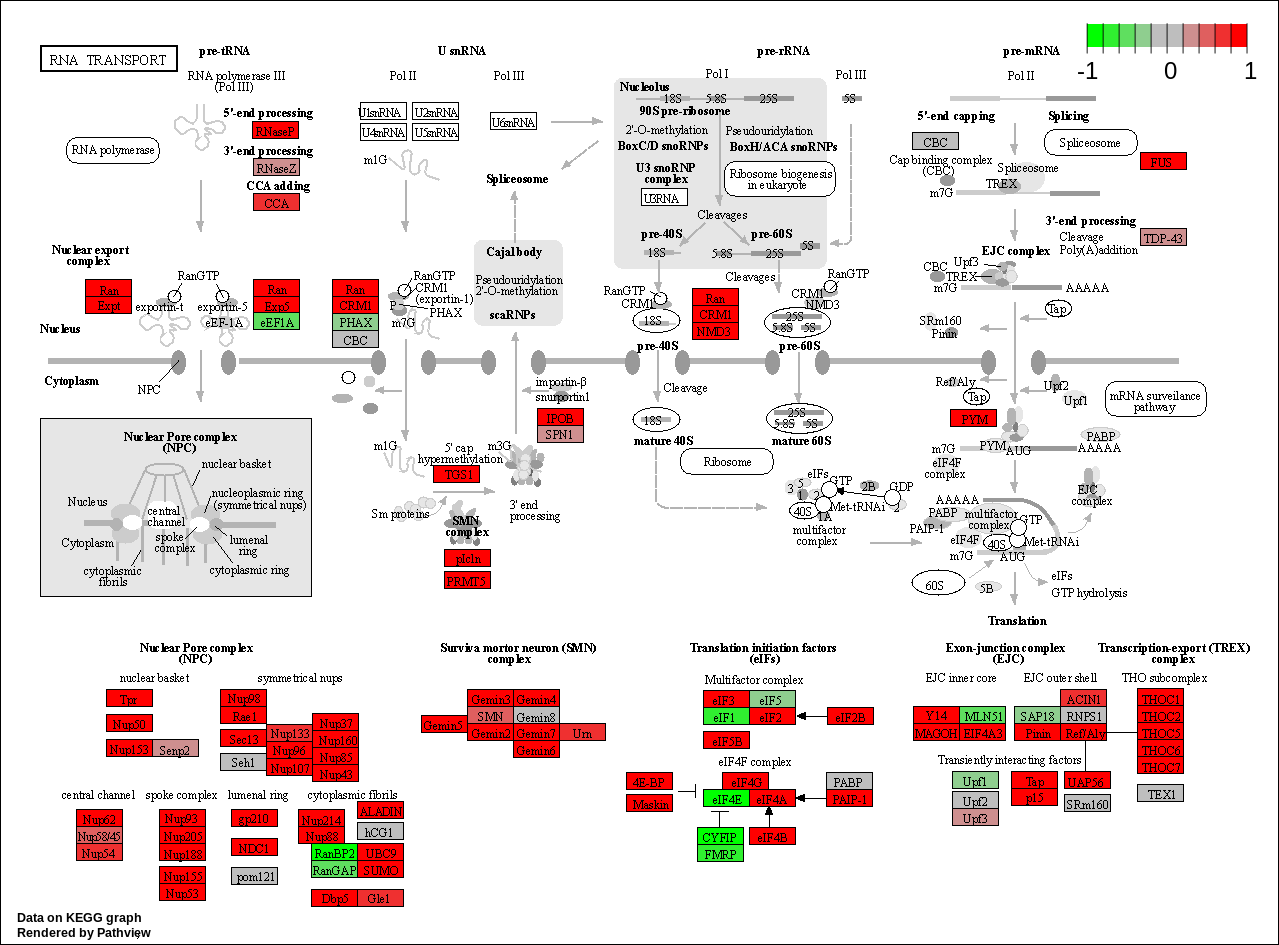 RNA TRANSPORT
pre-tRNA
RNA polymerase III
(Pol III)
5'-end processing
RNaseP
3'-end processing
RNaseZ
CCA adding
CCA
RNA polymerase
Nuclear export
complex
Ran
Expt
RanGTP
exportin-t
exportin-5
eEF-1A
Ran
Exp5
eEF1A
Nucleus
Cytoplasm
NPC
U snRNA
Pol II
Pol III
U1snRNA
U2snRNA
U4snRNA
U5snRNA
U6snRNA
m1G
Spliceosome
Cajal body
Pseudouridylation
2'-O-methylation
scaRNPs
Ran
CRM1
PHAX
CBC
RanGTP
CRM1
(exportin-1)
P
PHAX
m7G
importin-β
snurportin1
IPOB
SPN1
m1G
5' cap
hypermethylation
TGS1
m3G
Sm proteins
SMN
complex
3' end
processing
pIcln
PRMT5
pre-rRNA
Nucleolus
Pol I
Pol III
18S
5.8S
25S
5S
90S pre-ribosome
2'-O-methylation
Pseudouridylation
BoxC/D snoRNPs
BoxH/ACA snoRNPs
U3 snoRNP
complex
U3RNA
Ribosome biogenesis
in eukaryote
Cleavages
pre-40S
pre-60S
18S
5.8S
25S
5S
Cleavages
RanGTP
CRM1
18S
Ran
CRM1
NMD3
RanGTP
CRM1
NMD3
25S
5.8S
5S
pre-40S
pre-60S
Cleavage
18S
25S
5.8S
5S
mature 40S
mature 60S
Ribosome
eIFs
GTP
3
5
1
2
40S
1A
Met-tRNAi
2B
GDP
multifactor
complex
pre-mRNA
Pol II
5'-end capping
Splicing
CBC
Cap binding complex
(CBC)
m7G
Spliceosome
Spliceosome
TREX
FUS
3'-end processing
Cleavage
Poly(A)addition
TDP-43
EJC complex
CBC
Upf3
TREX
m7G
AAAAA
SRm160
Pinin
Tap
Ref/Aly
Tap
Upf2
Upf1
mRNA surveilance
pathway
PYM
m7G
PYM
AUG
PABP
AAAAA
eIF4F
complex
EJC
complex
AAAAA
PABP
PAIP-1
multifactor
complex
GTP
eIF4F
40S
Met-tRNAi
m7G
AUG
60S
5B
eIFs
GTP hydrolysis
Translation
-1
0
1
Nuclear Pore complex
(NPC)
nuclear basket
Nucleus
nucleoplasmic ring
(symmetrical nups)
central
channel
spoke
complex
lumenal
ring
Cytoplasm
cytoplasmic
fibrils
cytoplasmic ring
Nuclear Pore complex
(NPC)
nuclear basket
Tpr
Nup50
Nup153
Senp2
symmetrical nups
Nup98
Rae1
Sec13
Seh1
Nup133
Nup96
Nup107
Nup37
Nup160
Nup85
Nup43
central channel
Nup62
Nup58/45
Nup54
spoke complex
Nup93
Nup205
Nup188
Nup155
Nup53
lumenal ring
gp210
NDC1
pom121
cytoplasmic fibrils
Nup214
Nup88
ALADIN
hCG1
RanBP2
UBC9
RanGAP
SUMO
Dbp5
Gle1
Surviva mortor neuron (SMN)
complex
Gemin3
Gemin4
Gemin5
SMN
Gemin8
Gemin2
Gemin7
Unr
Gemin6
Translation initiation factors
(eIFs)
Multifactor complex
eIF3
eIF5
eIF1
eIF2
eIF2B
eIF5B
eIF4F complex
4E-BP
Maskin
eIF4G
eIF4E
eIF4A
PABP
PAIP-1
CYFIP
FMRP
eIF4B
Exon-junction complex
(EJC)
EJC inner core
Y14
MLN51
MAGOH
EIF4A3
EJC outer shell
ACIN1
SAP18
RNPS1
Pnin
Ref/Aly
Transiently interacting factors
Upf1
Upf2
Upf3
Tap
p15
UAP56
SRm160
Transcription-export (TREX)
complex
THO subcomplex
THOC1
THOC2
THOC5
THOC6
THOC7
TEX1
Data on KEGG graph
Rendered by Pathview